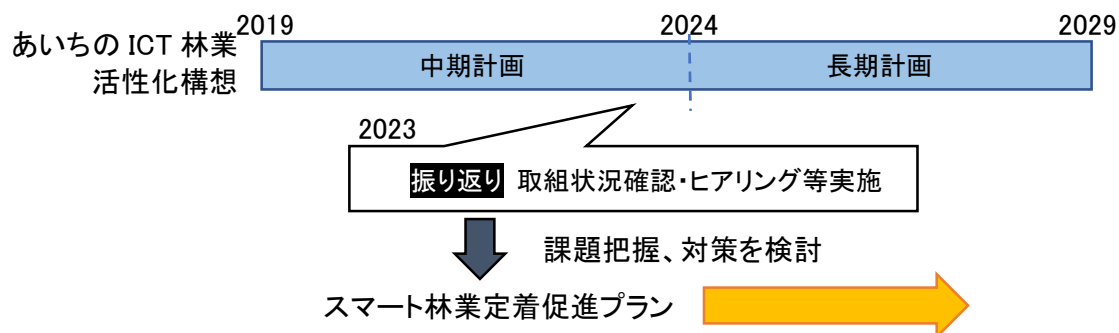 2019
2024
2029
あいちの ICT 林業
活性化構想
中期計画
長期計画
2023
振り返り 取組状況確認・ヒアリング等実施
課題把握、対策を検討
スマート林業定着促進プラン